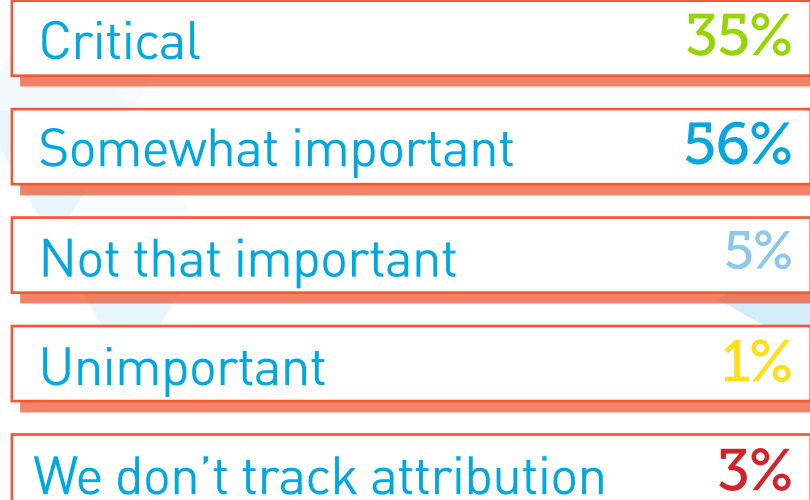 Critical 35%
Somewhat important 56%
Not that important 5%
Unimportant 1%
We don't track attribution 3%